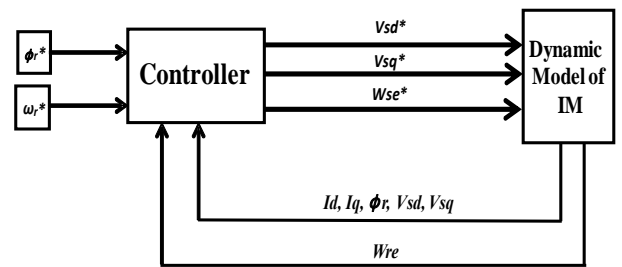 Vsd*
ϕr*
Controller
Vsq*
Dynamic
Model of
IM
Wse*
ωr*
Id, Iq, ϕr, Vsd, Vsq
Wre